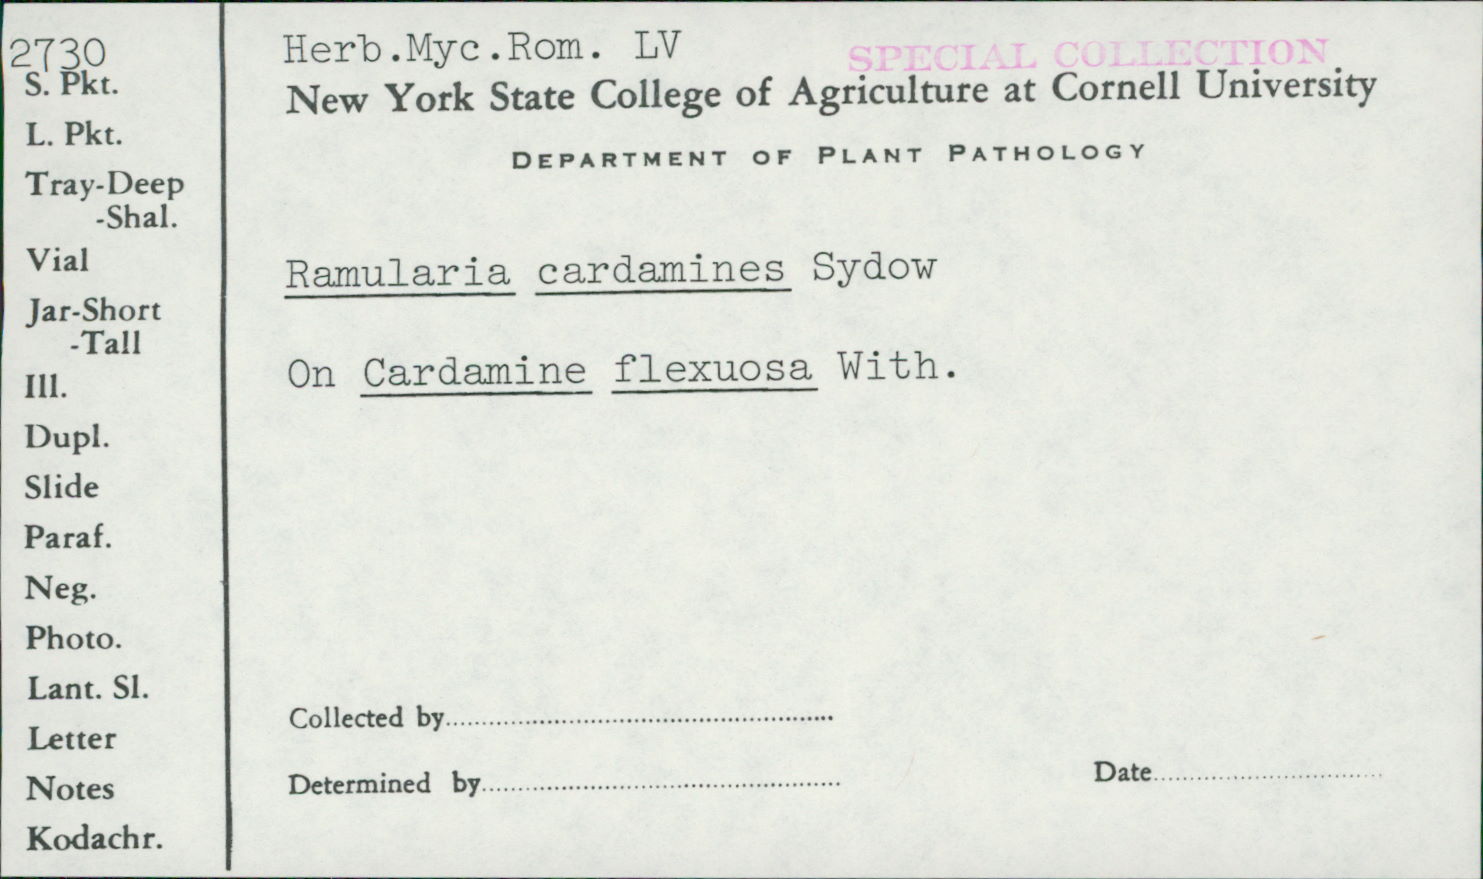 2730
S. Pkt.
L. Pkt.
Tray-Deep
-Shal.
Vial
Jar-Short
-Tall
Ill.
Dupl.
Slide
Paraf.
Neg.
Photo.
Lant. Sl.
Letter
Notes
Kodachr.
Herb.Myc.Rom. LV
SPECIAL COLLECTION
New York State College of Agriculture at Cornell University
DEPARTMENT OF PLANT PATHOLOGY
Ramularia cardamines Sydow
On Cardamine flexuosa With.
Collected by
Determined by
Date